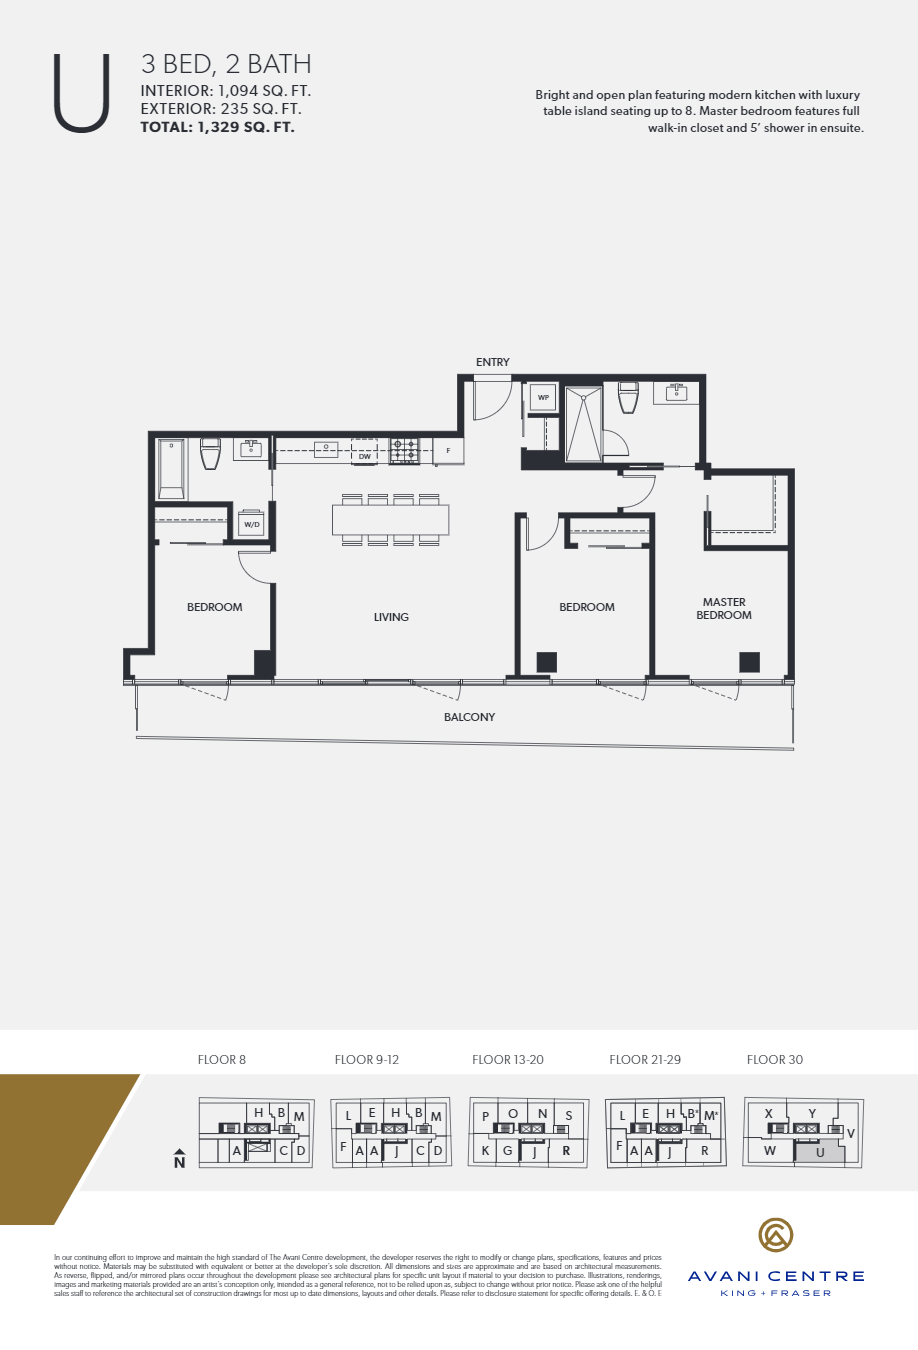 U
3 BED, 2 BATH
INTERIOR: 1,094 SQ. FT.
EXTERIOR: 235 SQ. FT.
TOTAL: 1,329 SQ. FT.
Bright and open plan featuring modern kitchen with luxury
table island seating up to 8. Master bedroom features full
walk-in closet and 5' shower in ensuite.
ENTRY
WP
F
DW
W/D
BEDROOM
LIVING
BEDROOM
MASTER
BEDROOM
BALCONY
FLOOR 8
FLOOR 9-12
FLOOR 13-20
FLOOR 21-29
FLOOR 30
H B M
A C D
L E H B M
F A A J C D
P O N S
K G J R
L E H B* M*
F A A J R
X Y V
W U
N
In our continuing effort to improve and maintain the high standard of The Avani Centre development, the developer reserves the right to modify or change plans, specifications, features and prices
without notice. Materials may be substituted with equivalent or better at the developer's sole discretion. All dimensions and sizes are approximate and are based on architectural measurements.
As reverse, flipped, and/or mirrored plans occur throughout the development please see architectural plans for specific unit layout if material to your decision to purchase. Illustrations, renderings,
images and marketing materials provided are an artist's conception only, intended as a general reference, not to be relied upon as, subject to change without prior notice. Please ask one of the helpful
sales staff to reference the architectural set of construction drawings for most up to date dimensions, layouts and other details. Please refer to disclosure statement for specific offering details. E. & O. E
AVANI CENTRE
KING + FRASER